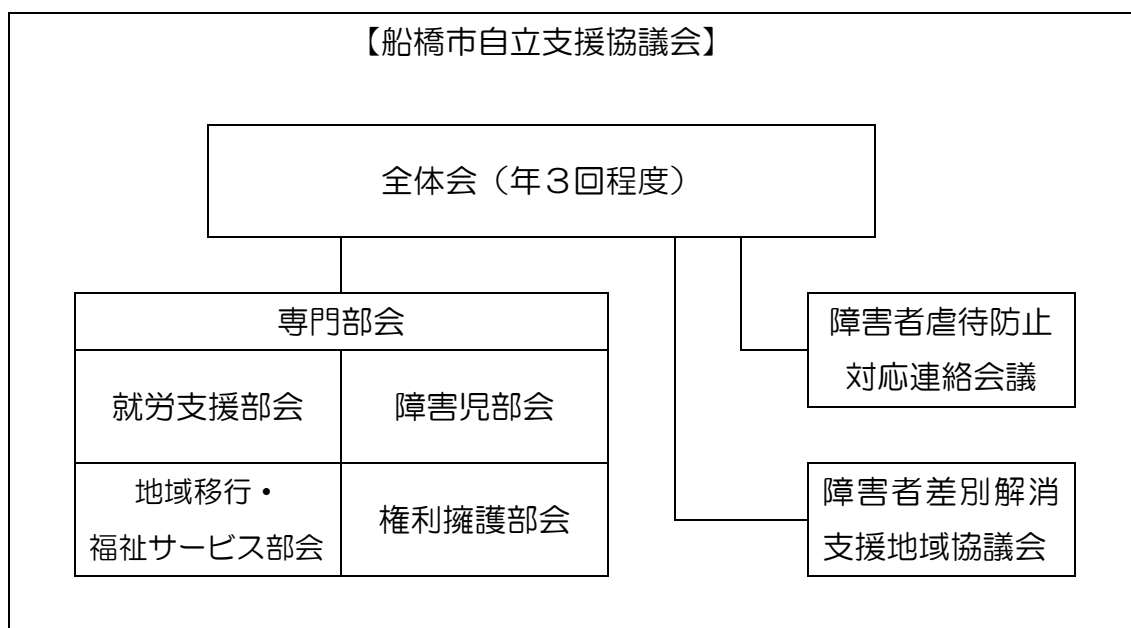 【船橋市自立支援協議会】
全体会（年３回程度）
専門部会
就労支援部会
障害児部会
地域移行・
福祉サービス部会
権利擁護部会
障害者虐待防止
対応連絡会議
障害者差別解消
支援地域協議会